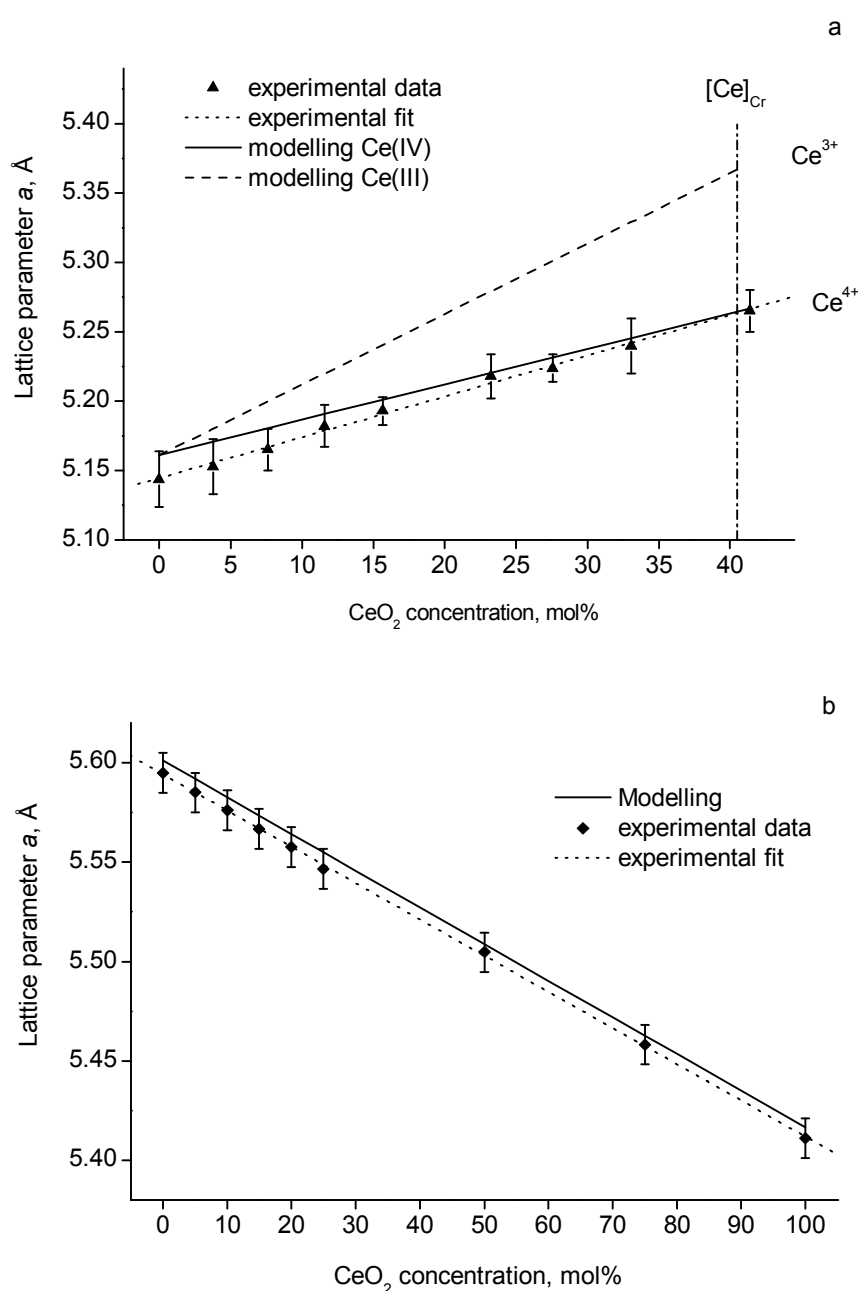 a
experimental data
experimental fit
modelling Ce(IV)
modelling Ce(III)
[Ce]Cr
Ce3+
Ce4+
5.40
5.35
5.30
5.25
5.20
5.15
5.10
Lattice parameter a, Å
0 5 10 15 20 25 30 35 40
CeO2 concentration, mol%
b
Modelling
experimental data
experimental fit
5.60
5.55
5.50
5.45
5.40
Lattice parameter a, Å
0 10 20 30 40 50 60 70 80 90 100
CeO2 concentration, mol%